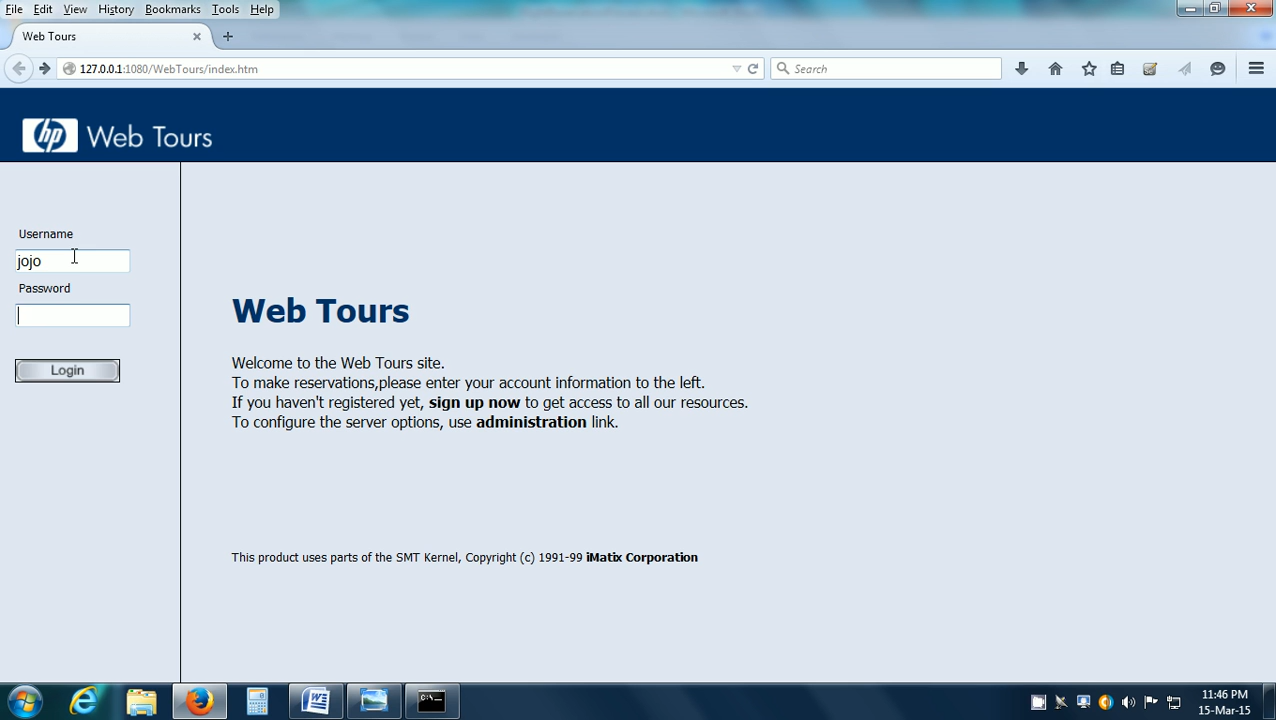 File Edit View History Bookmarks Tools Help
Web Tours
127.0.0.1:1080/WebTours/index.htm Search
hp Web Tours
Username
jojo
Password
Login
Web Tours
Welcome to the Web Tours site.
To make reservations,please enter your account information to the left.
If you haven't registered yet, sign up now to get access to all our resources.
To configure the server options, use administration link.
This product uses parts of the SMT Kernel, Copyright (c) 1991-99 iMatix Corporation
11:46 PM
15-Mar-15